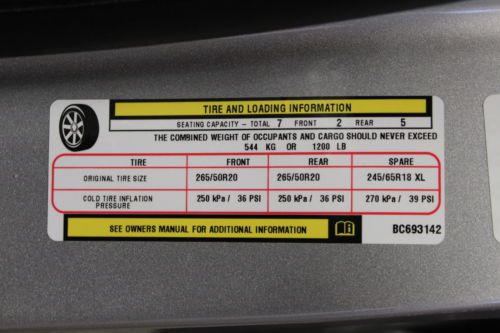 TIRE AND LOADING INFORMATION
SEATING CAPACITY - TOTAL 7 FRONT 2 REAR 5
THE COMBINED WEIGHT OF OCCUPANTS AND CARGO SHOULD NEVER EXCEED
544 KG OR 1200 LB
TIRE FRONT REAR SPARE
ORIGINAL TIRE SIZE 265/50R20 265/50R20 245/65R18 XL
COLD TIRE INFLATION PRESSURE 250 kPa / 36 PSI 250 kPa / 36 PSI 270 kPa / 39 PSI
SEE OWNERS MANUAL FOR ADDITIONAL INFORMATION BC693142